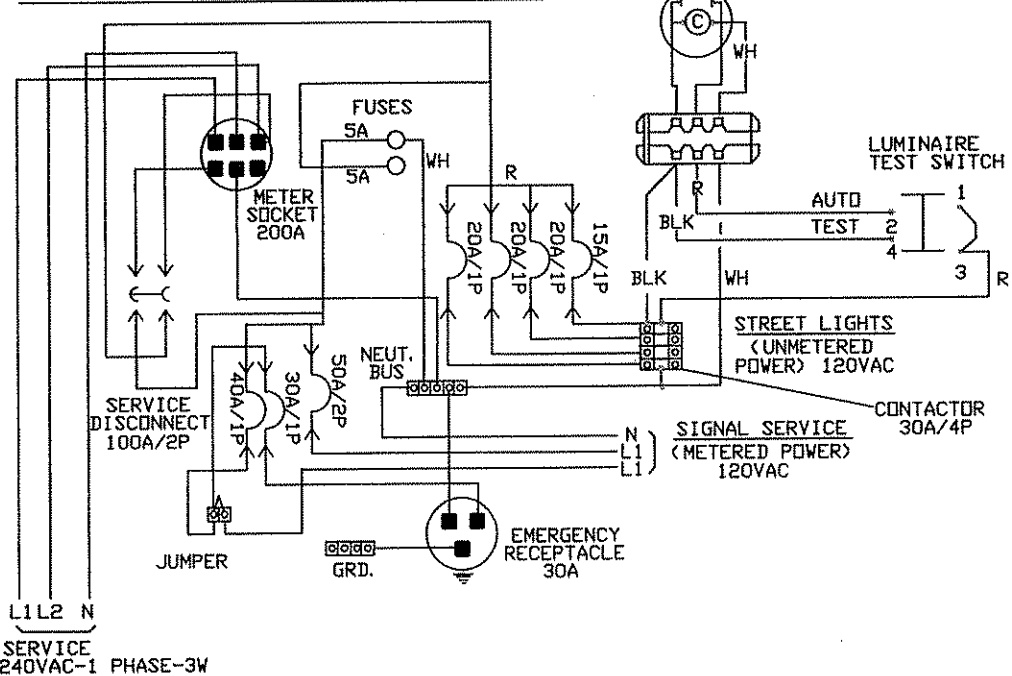 C
WH
FUSES
5A
5A
WH
METER
SOCKET
200A
R
20A/1P
20A/1P
20A/1P
15A/1P
R
BLK
BLK
WH
LUMINAIRE
TEST SWITCH
AUTO
TEST
1
2
4
3
R
STREET LIGHTS
(UNMETERED
POWER) 120VAC
CONTACTOR
30A/4P
NEUT.
BUS
SERVICE
DISCONNECT
100A/2P
40A/1P
30A/1P
50A/2P
N
L1
L1
SIGNAL SERVICE
(METERED POWER)
120VAC
JUMPER
GRD.
EMERGENCY
RECEPTACLE
30A
L1 L2 N
SERVICE
240VAC-1 PHASE-3W